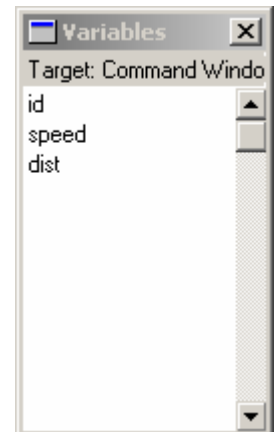 Variables
Target: Command Windo
id
speed
dist